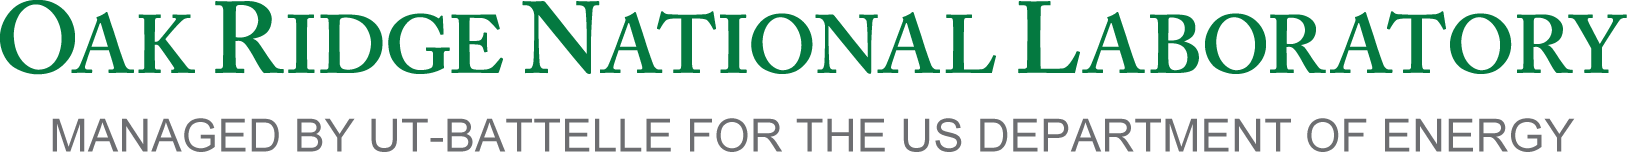 OAK RIDGE NATIONAL LABORATORY
MANAGED BY UT-BATTELLE FOR THE US DEPARTMENT OF ENERGY